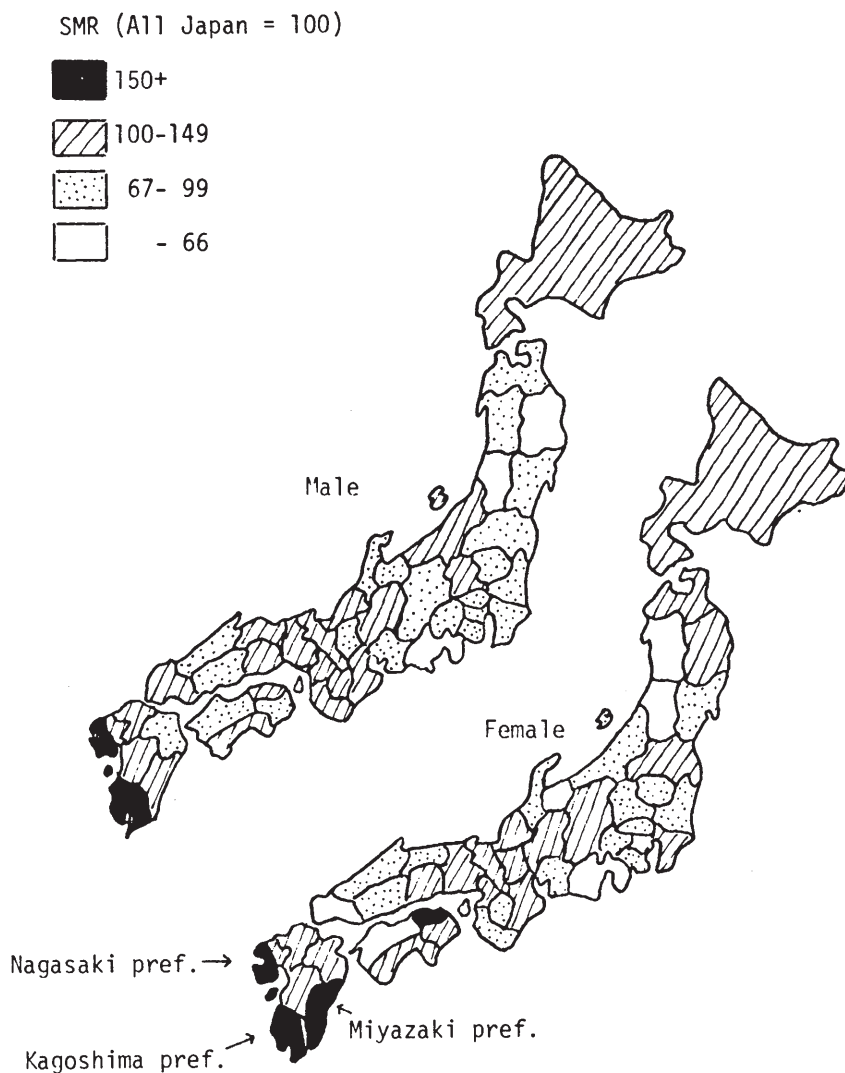 SMR (All Japan = 100)
150+
100-149
67- 99
- 66
Male
Female
Nagasaki pref.→
Miyazaki pref.
Kagoshima pref.